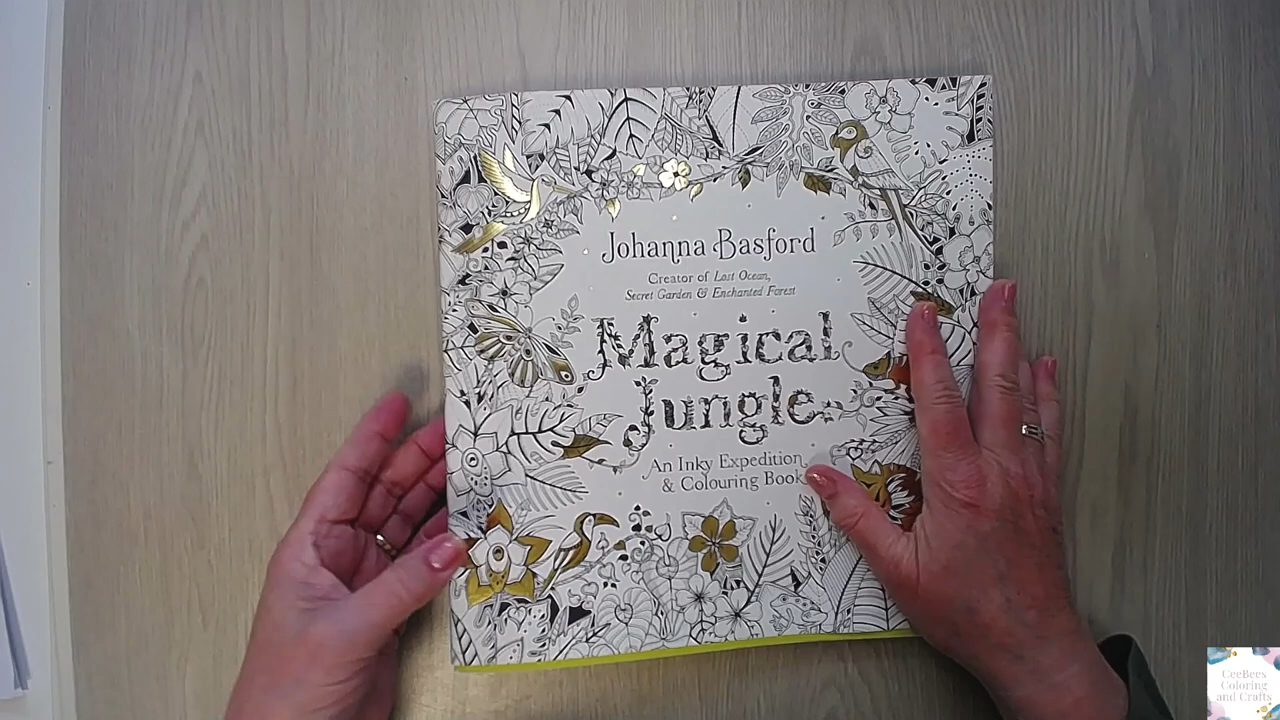 Johanna Basford
Creator of Lost Ocean,
Secret Garden & Enchanted Forest
Magical
Jungle
An Inky Expedition
& Colouring Book
CeeBees
Coloring
and Crafts